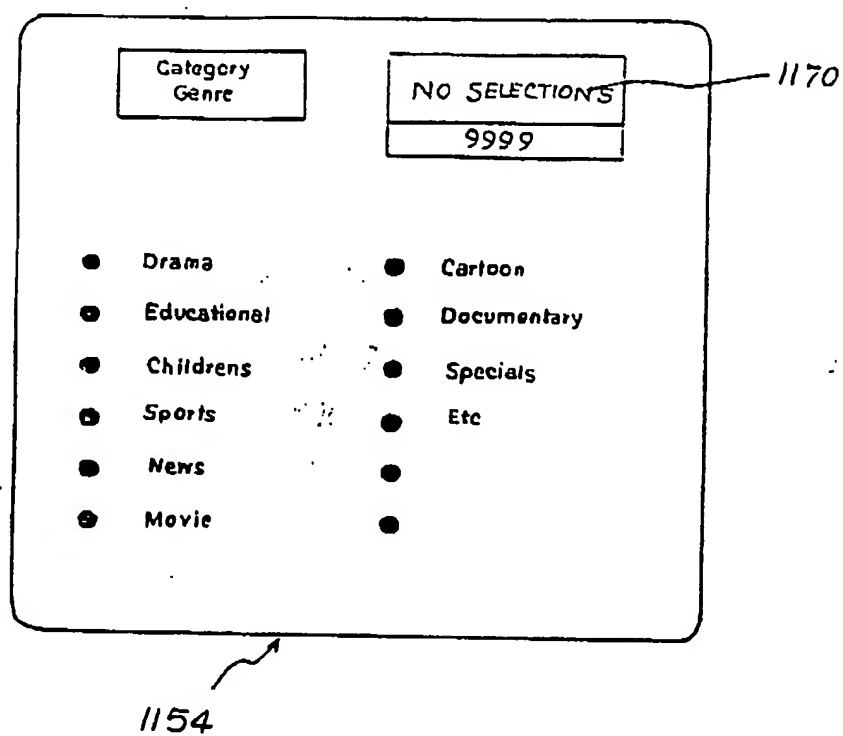 Category
Genre
NO SELECTIONS
1170
9999
Drama
Educational
Childrens
Sports
News
Movie
Cartoon
Documentary
Specials
Etc
1154